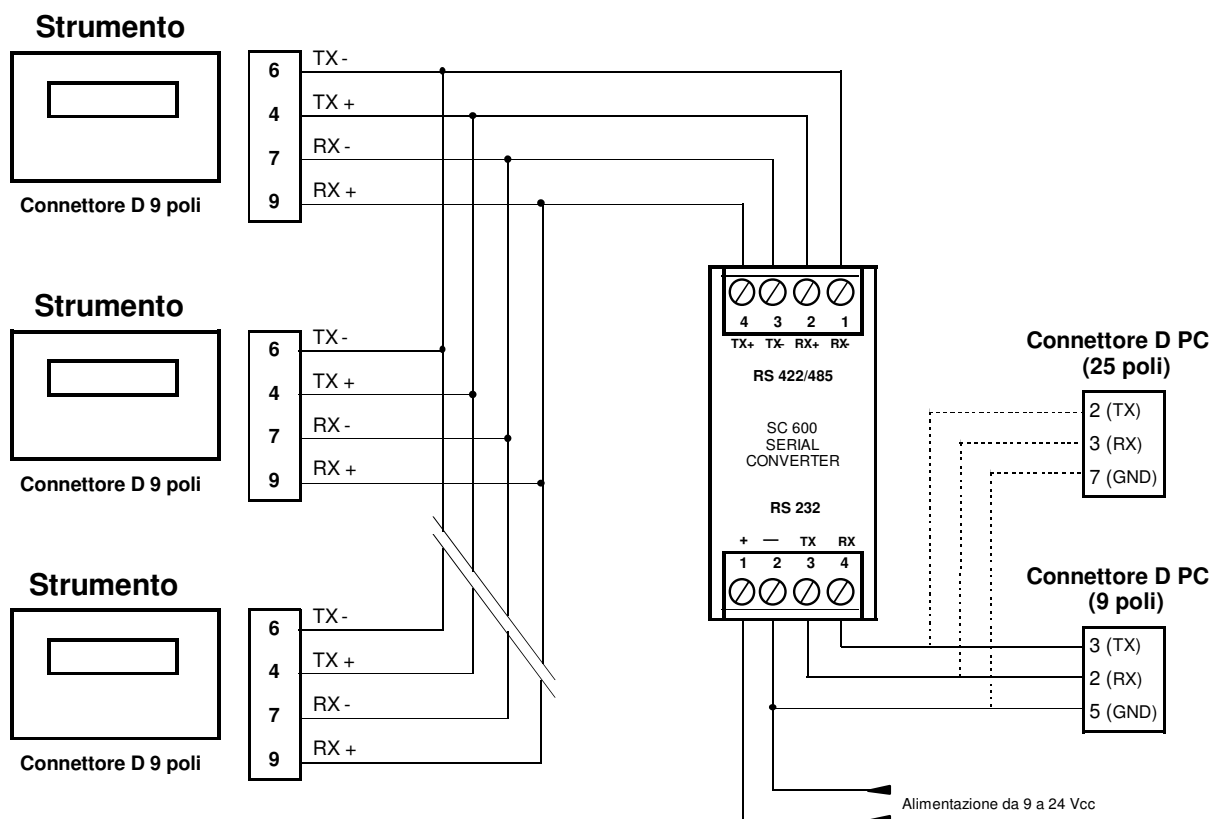 Strumento
6 TX -
4 TX +
7 RX -
9 RX +
Connettore D 9 poli
Strumento
6 TX -
4 TX +
7 RX -
9 RX +
Connettore D 9 poli
Strumento
6 TX -
4 TX +
7 RX -
9 RX +
Connettore D 9 poli
4 3 2 1
TX+ TX- RX+ RX-
RS 422/485
SC 600
SERIAL
CONVERTER
RS 232
+ — TX RX
1 2 3 4
Connettore D PC
(25 poli)
2 (TX)
3 (RX)
7 (GND)
Connettore D PC
(9 poli)
3 (TX)
2 (RX)
5 (GND)
Alimentazione da 9 a 24 Vcc